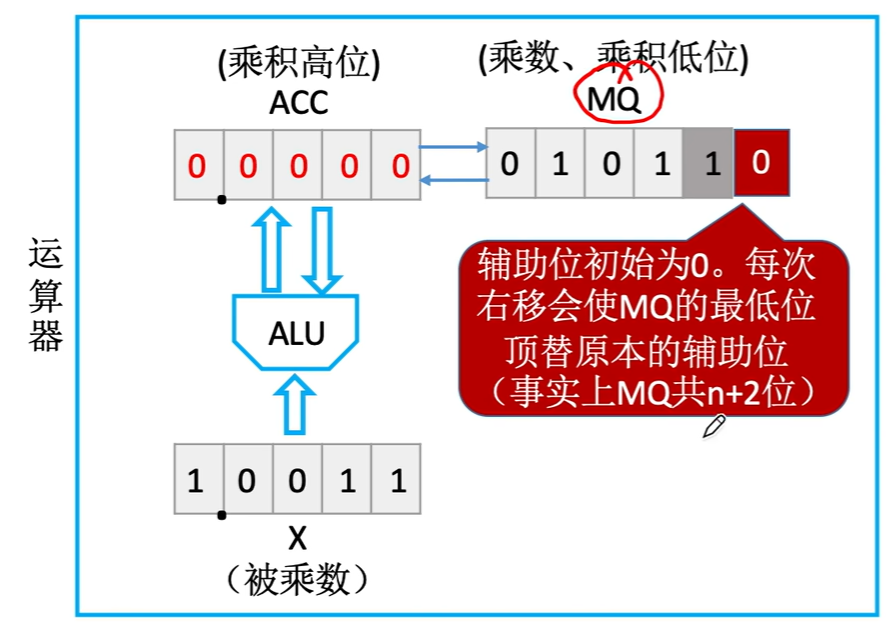 (乘积高位)
ACC
(乘数、乘积低位)
MQ
0 0 0 0 0
0 1 0 1 1 0
运算器
辅助位初始为0。每次
右移会使MQ的最低位
顶替原本的辅助位
（事实上MQ共n+2位）
ALU
1 0 0 1 1
X
（被乘数）